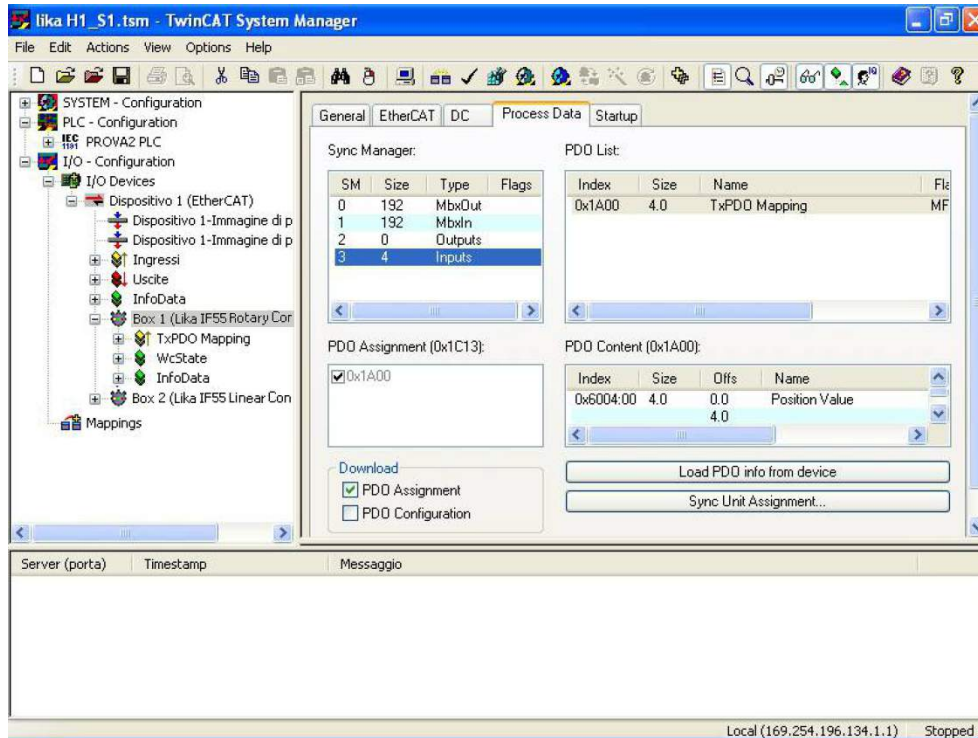 lika H1_S1.tsm - TwinCAT System Manager
File Edit Actions View Options Help
SYSTEM - Configuration
PLC - Configuration
IEC 1131 PROVA2 PLC
I/O - Configuration
I/O Devices
Dispositivo 1 (EtherCAT)
Dispositivo 1-Immagine di p
Dispositivo 1-Immagine di p
Ingressi
Uscite
InfoData
Box 1 (Lika IF55 Rotary Con
TxPDO Mapping
WcState
InfoData
Box 2 (Lika IF55 Linear Con
Mappings
General EtherCAT DC Process Data Startup
Sync Manager:
SM Size Type Flags
0 192 MbxOut
1 192 MbxIn
2 0 Outputs
3 4 Inputs
PDO List:
Index Size Name Fla
0x1A00 4.0 TxPDO Mapping MF
PDO Assignment (0x1C13):
0x1A00
PDO Content (0x1A00):
Index Size Offs Name
0x6004:00 4.0 0.0 Position Value
4.0
Download
PDO Assignment
PDO Configuration
Load PDO info from device
Sync Unit Assignment...
Server (porta) Timestamp Messaggio
Local (169.254.196.134.1.1) Stopped